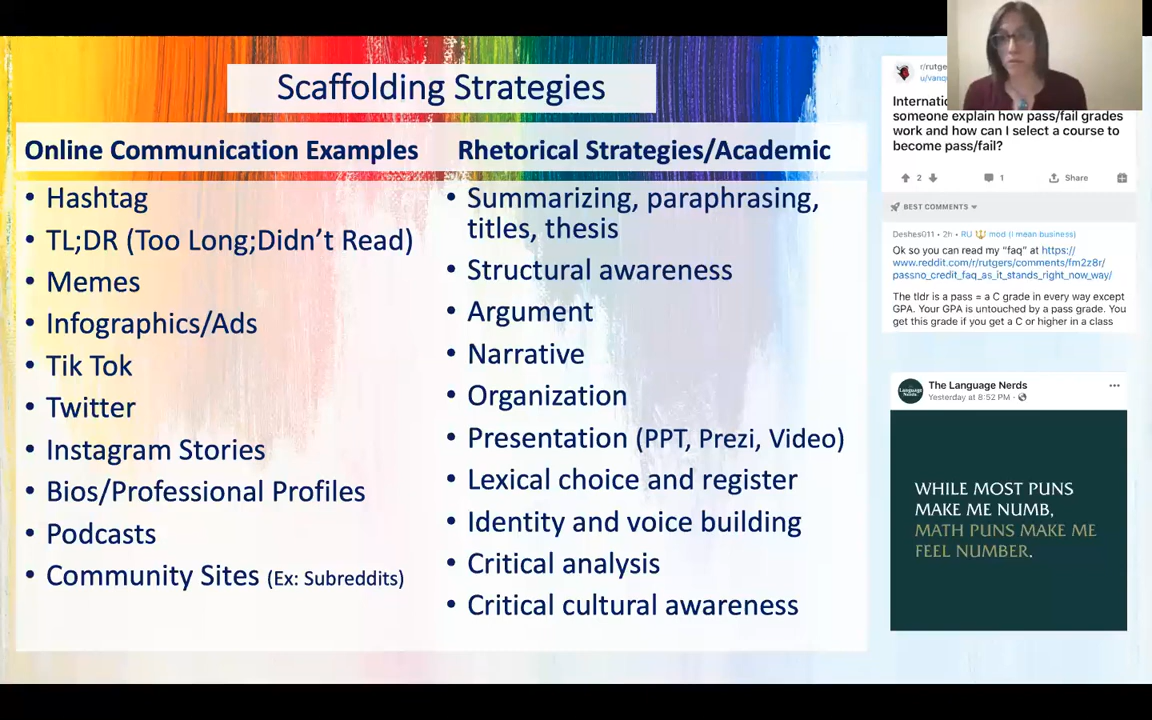 Scaffolding Strategies
Online Communication Examples
• Hashtag
• TL;DR (Too Long;Didn't Read)
• Memes
• Infographics/Ads
• Tik Tok
• Twitter
• Instagram Stories
• Bios/Professional Profiles
• Podcasts
• Community Sites (Ex: Subreddits)
Rhetorical Strategies/Academic
• Summarizing, paraphrasing,
titles, thesis
• Structural awareness
• Argument
• Narrative
• Organization
• Presentation (PPT, Prezi, Video)
• Lexical choice and register
• Identity and voice building
• Critical analysis
• Critical cultural awareness
someone explain how pass/fail grades
work and how can I select a course to
become pass/fail?
2
1
Share
BEST COMMENTS
Deshes011 • 2h • RU mod (i mean business)
Ok so you can read my "faq" at https://
www.reddit.com/r/rutgers/comments/fm2z8r/
passno_credit_faq_as_it_stands_right_now_way/
The tldr is a pass = a C grade in every way except
GPA. Your GPA is untouched by a pass grade. You
get this grade if you get a C or higher in a class
The Language Nerds
Yesterday at 8:52 PM •
WHILE MOST PUNS
MAKE ME NUMB,
MATH PUNS MAKE ME
FEEL NUMBER.